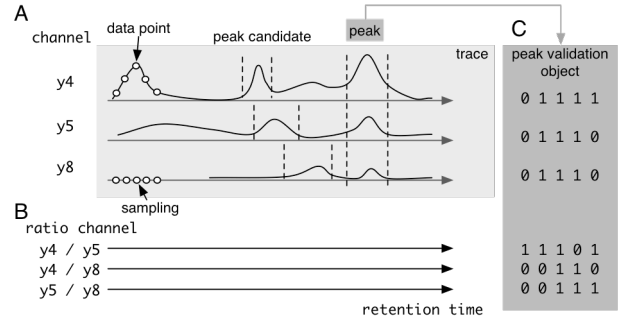 A
C
data point
channel
peak candidate
peak
trace
peak validation
object
y4
0 1 1 1 1
y5
0 1 1 1 0
y8
0 1 1 1 0
sampling
B
ratio channel
y4 / y5
1 1 1 0 1
y4 / y8
0 0 1 1 0
y5 / y8
0 0 1 1 1
retention time